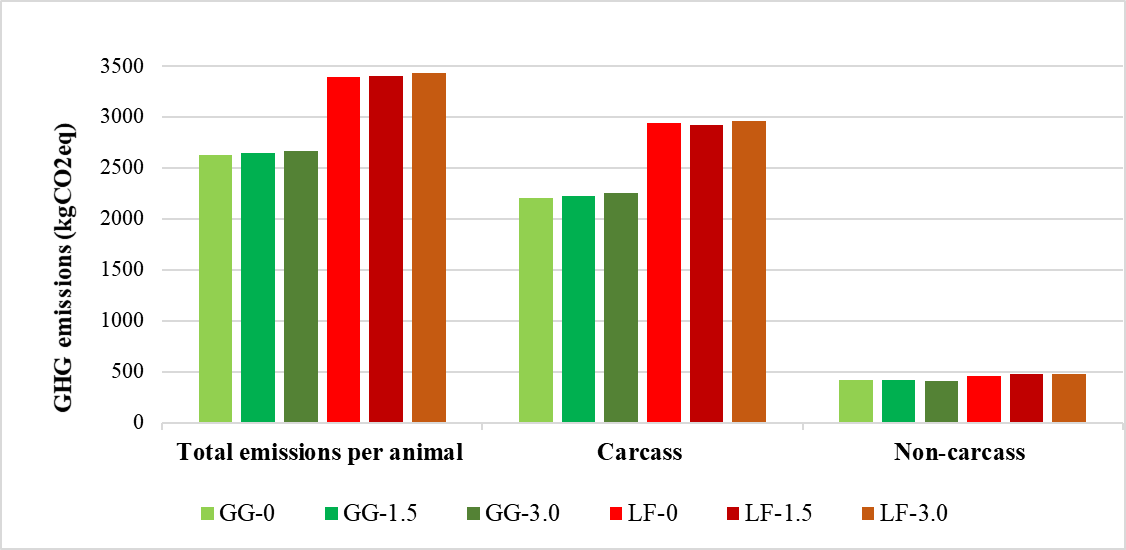 GHG emissions (kgCO2eq)
3500
3000
2500
2000
1500
1000
500
0
Total emissions per animal Carcass Non-carcass
GG-0 GG-1.5 GG-3.0 LF-0 LF-1.5 LF-3.0